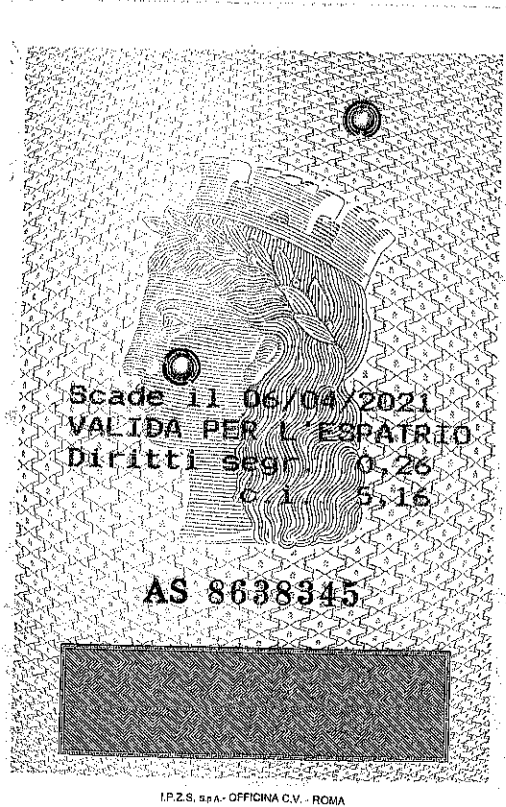 Scade il 06/04/2021
VALIDA PER L'ESPATRIO
Diritti segr. 0,26
c.i. 5,16
AS 8638345
I.P.Z.S. S.p.A. - OFFICINA C.V. - ROMA